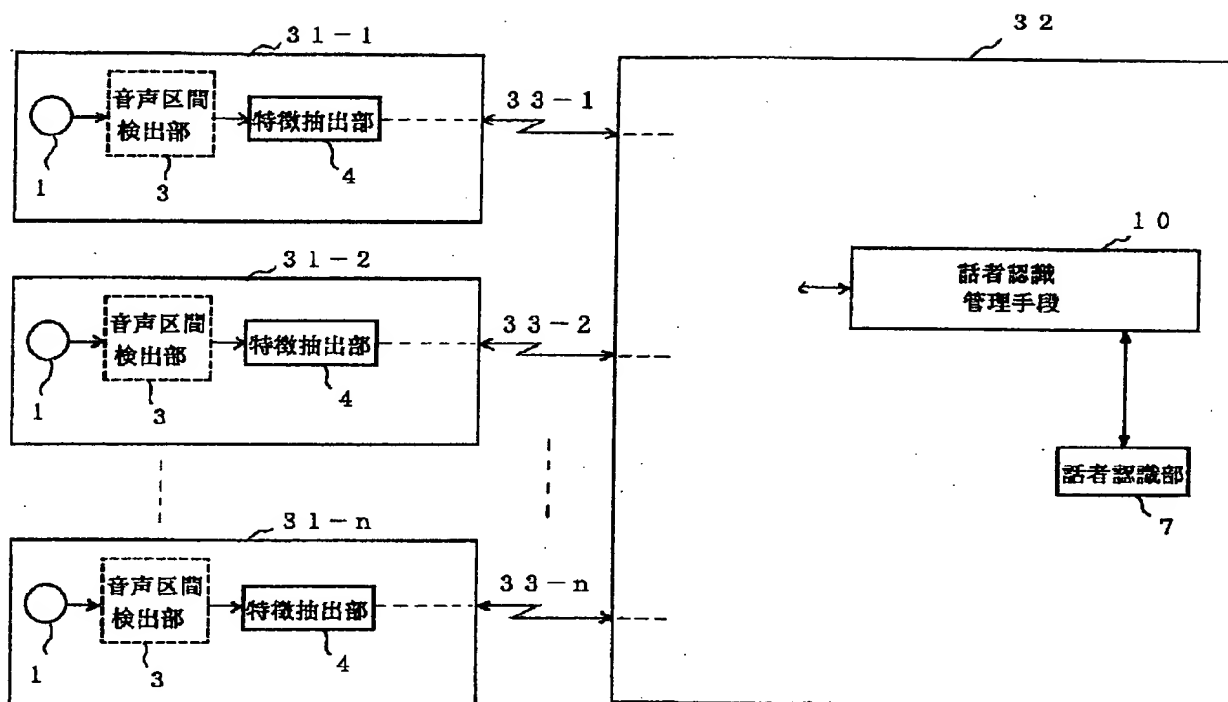 31-1
32
音声区間
検出部
特徴抽出部
33-1
1
3
4
10
31-2
話者認識
管理手段
音声区間
検出部
特徴抽出部
33-2
1
3
4
話者認識部
7
31-n
音声区間
検出部
特徴抽出部
33-n
1
3
4